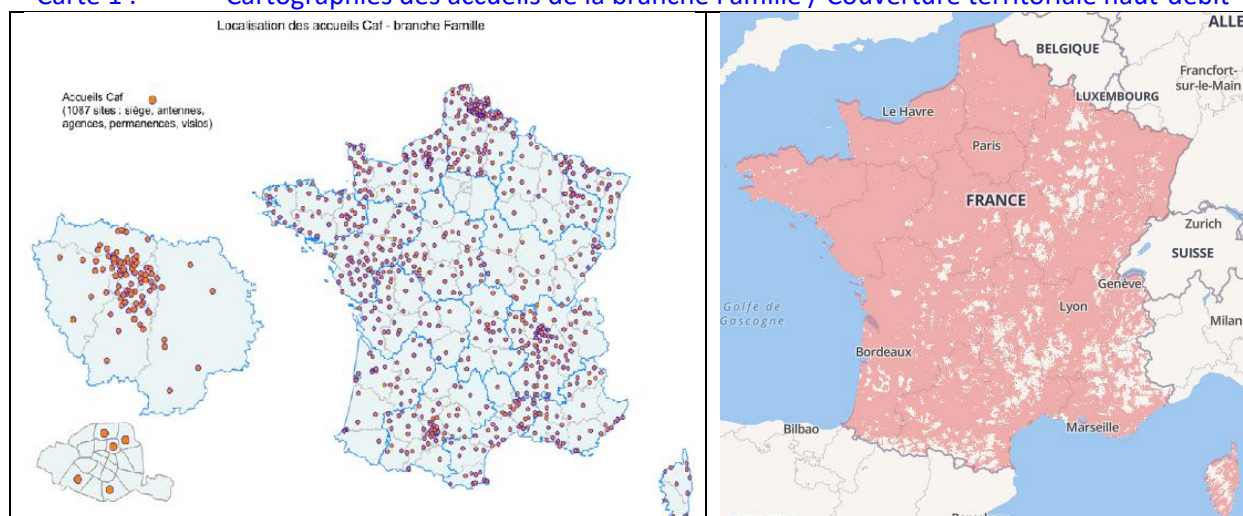 Carte 1 : Cartographies des accueils de la branche Famille / Couverture territoriale haut-débit
Localisation des accueils Caf - branche Famille
Accueils Caf
(1087 sites : siège, antennes,
agences, permanences, visios)
ALLE
BELGIQUE
Francfort-
sur-le-Main
LUXEMBOURG
Le Havre
Paris
FRANCE
Zurich
SUISSE
Genève
Golfe de
Gascogne
Lyon
Milan
Bordeaux
Bilbao
Marseille